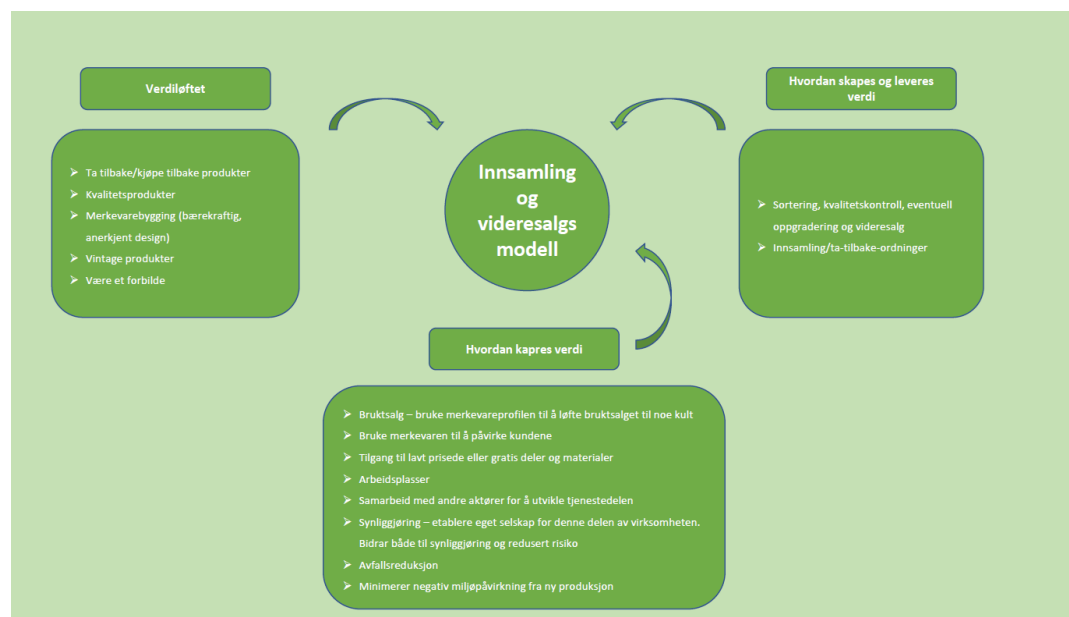 Verdiløftet
➢ Ta tilbake/kjøpe tilbake produkter
➢ Kvalitetsprodukter
➢ Merkevarebygging (bærekraftig,
anerkjent design)
➢ Vintage produkter
➢ Være et forbilde
Innsamling
og
videresalgs
modell
Hvordan skapes og leveres
verdi
➢ Sortering, kvalitetskontroll, eventuell
oppgradering og videresalg
➢ Innsamling/ta-tilbake-ordninger
Hvordan kapres verdi
➢ Bruktsalg – bruke merkevareprofilen til å løfte bruktsalget til noe kult
➢ Bruke merkevaren til å påvirke kundene
➢ Tilgang til lavt prisede eller gratis deler og materialer
➢ Arbeidsplasser
➢ Samarbeid med andre aktører for å utvikle tjenestedelen
➢ Synliggjøring – etablere eget selskap for denne delen av virksomheten.
Bidrar både til synliggjøring og redusert risiko
➢ Avfallsreduksjon
➢ Minimerer negativ miljøpåvirkning fra ny produksjon